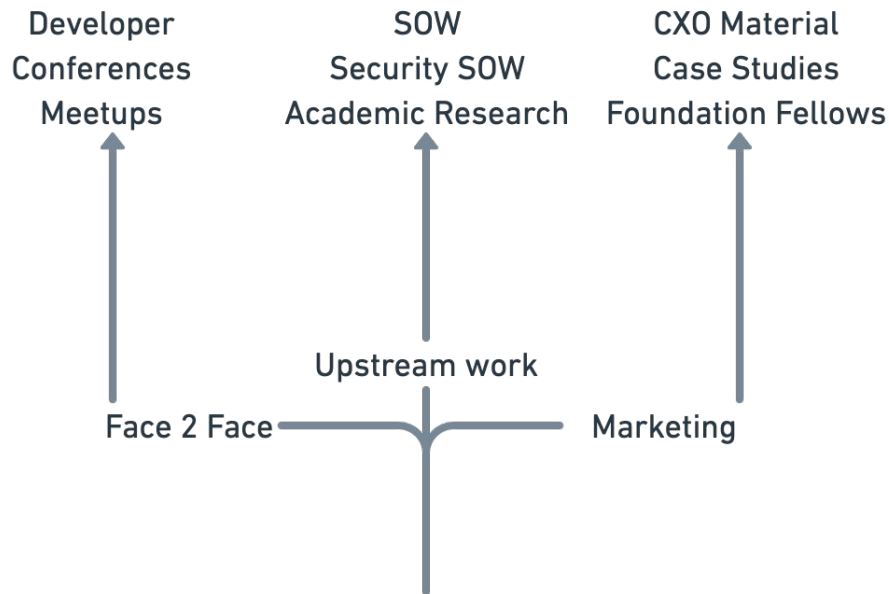 Developer
Conferences
Meetups
SOW
Security SOW
Academic Research
CXO Material
Case Studies
Foundation Fellows
Upstream work
Face 2 Face
Marketing